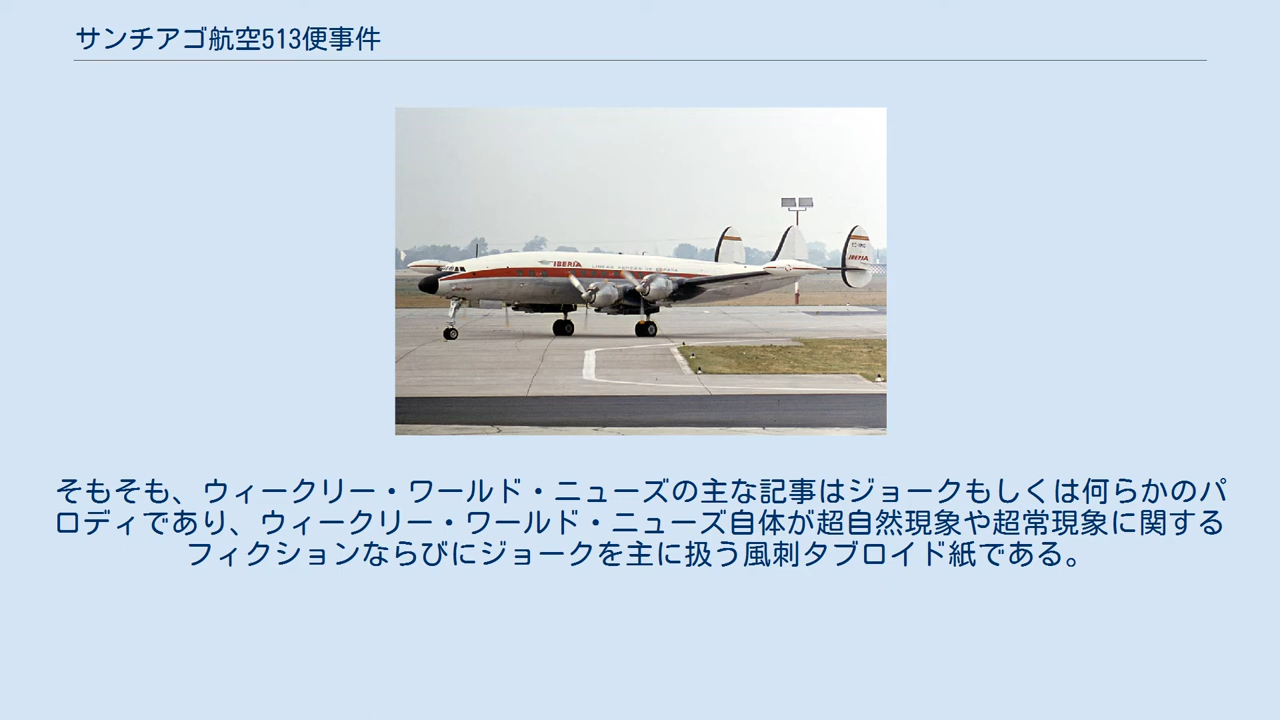 サンチアゴ航空513便事件
IBERIA
LINEAS AEREAS DE ESPAÑA
IBERIA
そもそも、ウィークリー・ワールド・ニューズの主な記事はジョークもしくは何らかのパ
ロディであり、ウィークリー・ワールド・ニューズ自体が超自然現象や超常現象に関する
フィクションならびにジョークを主に扱う風刺タブロイド紙である。